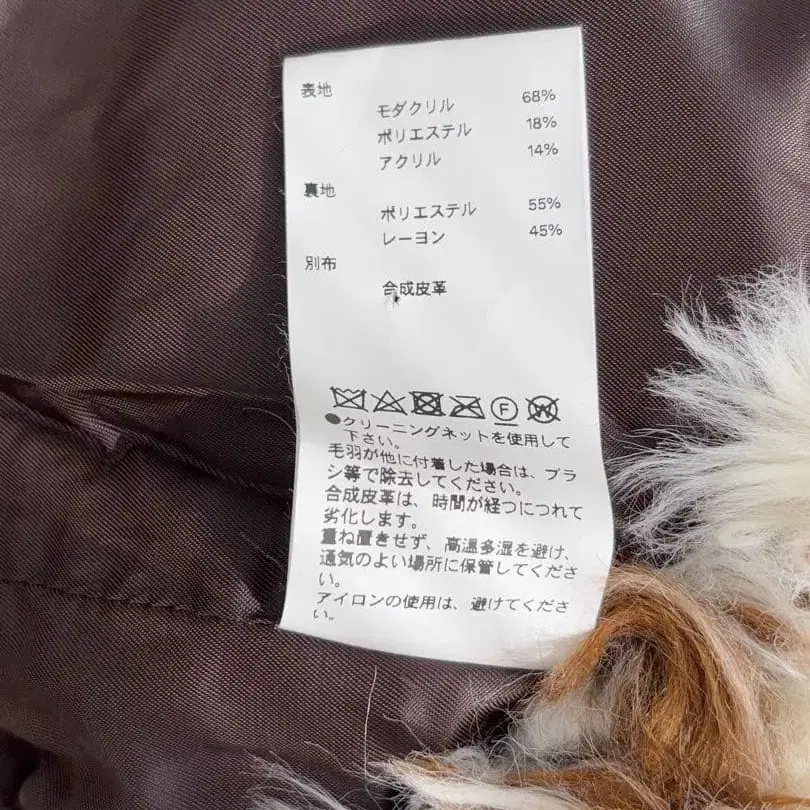 表地
モダクリル 68%
ポリエステル 18%
アクリル 14%
裏地
ポリエステル 55%
レーヨン 45%
別布
合成皮革
F W
●クリーニングネットを使用して
下さい。
毛羽が他に付着した場合は、ブラ
シ等で除去してください。
合成皮革は、時間が経つにつれて
劣化します。
重ね置きせず、高温多湿を避け、
通気のよい場所に保管してくださ
い。
アイロンの使用は、避けてくださ
い。